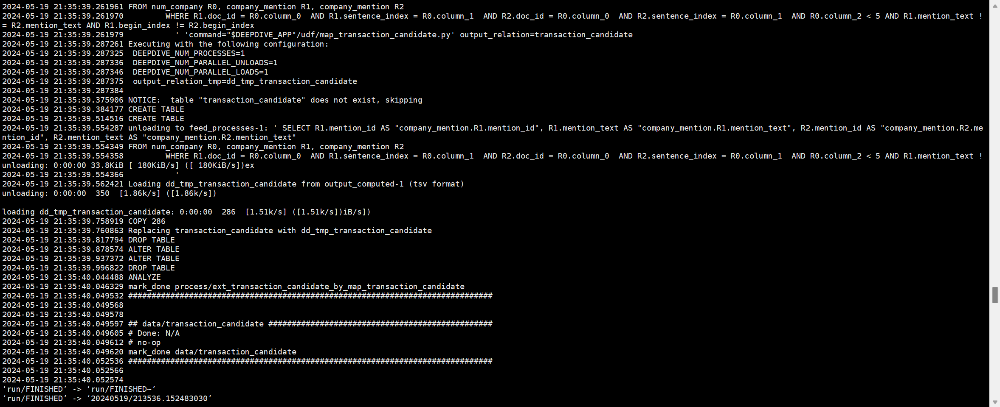 2024-05-19 21:35:39.261961 FROM num_company R0, company_mention R1, company_mention R2
2024-05-19 21:35:39.261970         WHERE R1.doc_id = R0.column_0  AND R1.sentence_index = R0.column_1  AND R2.doc_id = R0.column_0  AND R2.sentence_index = R0.column_1  AND R0.column_2 < 5 AND R1.mention_text !
= R2.mention_text AND R1.begin_index != R2.begin_index
2024-05-19 21:35:39.261979           ' 'command="$DEEPDIVE_APP"/udf/map_transaction_candidate.py' output_relation=transaction_candidate
2024-05-19 21:35:39.287261 Executing with the following configuration:
2024-05-19 21:35:39.287325  DEEPDIVE_NUM_PROCESSES=1
2024-05-19 21:35:39.287336  DEEPDIVE_NUM_PARALLEL_UNLOADS=1
2024-05-19 21:35:39.287346  DEEPDIVE_NUM_PARALLEL_LOADS=1
2024-05-19 21:35:39.287375  output_relation_tmp=dd_tmp_transaction_candidate
2024-05-19 21:35:39.287384
2024-05-19 21:35:39.375906 NOTICE:  table "transaction_candidate" does not exist, skipping
2024-05-19 21:35:39.384177 CREATE TABLE
2024-05-19 21:35:39.514516 CREATE TABLE
2024-05-19 21:35:39.554287 unloading to feed_processes-1: ' SELECT R1.mention_id AS "company_mention.R1.mention_id", R1.mention_text AS "company_mention.R1.mention_text", R2.mention_id AS "company_mention.R2.me
ntion_id", R2.mention_text AS "company_mention.R2.mention_text"
2024-05-19 21:35:39.554349 FROM num_company R0, company_mention R1, company_mention R2
2024-05-19 21:35:39.554358         WHERE R1.doc_id = R0.column_0  AND R1.sentence_index = R0.column_1  AND R2.doc_id = R0.column_0  AND R2.sentence_index = R0.column_1  AND R0.column_2 < 5 AND R1.mention_text !
unloading: 0:00:00 33.8KiB [ 180KiB/s] ([ 180KiB/s])ex
2024-05-19 21:35:39.554366           '
2024-05-19 21:35:39.562421 Loading dd_tmp_transaction_candidate from output_computed-1 (tsv format)
unloading: 0:00:00  350  [1.86k/s] ([1.86k/s])

loading dd_tmp_transaction_candidate: 0:00:00  286  [1.51k/s] ([1.51k/s])iB/s])
2024-05-19 21:35:39.758919 COPY 286
2024-05-19 21:35:39.760863 Replacing transaction_candidate with dd_tmp_transaction_candidate
2024-05-19 21:35:39.817794 DROP TABLE
2024-05-19 21:35:39.878574 ALTER TABLE
2024-05-19 21:35:39.937372 ALTER TABLE
2024-05-19 21:35:39.996822 DROP TABLE
2024-05-19 21:35:40.044488 ANALYZE
2024-05-19 21:35:40.046329 mark_done process/ext_transaction_candidate_by_map_transaction_candidate
2024-05-19 21:35:40.049532 ##############################################################################
2024-05-19 21:35:40.049568
2024-05-19 21:35:40.049578
2024-05-19 21:35:40.049597 ## data/transaction_candidate ################################################
2024-05-19 21:35:40.049605 # Done: N/A
2024-05-19 21:35:40.049612 # no-op
2024-05-19 21:35:40.049620 mark_done data/transaction_candidate
2024-05-19 21:35:40.052536 ##############################################################################
2024-05-19 21:35:40.052566
2024-05-19 21:35:40.052574
‘run/FINISHED’ -> ‘run/FINISHED~’
‘run/FINISHED’ -> ‘20240519/213536.152483030’